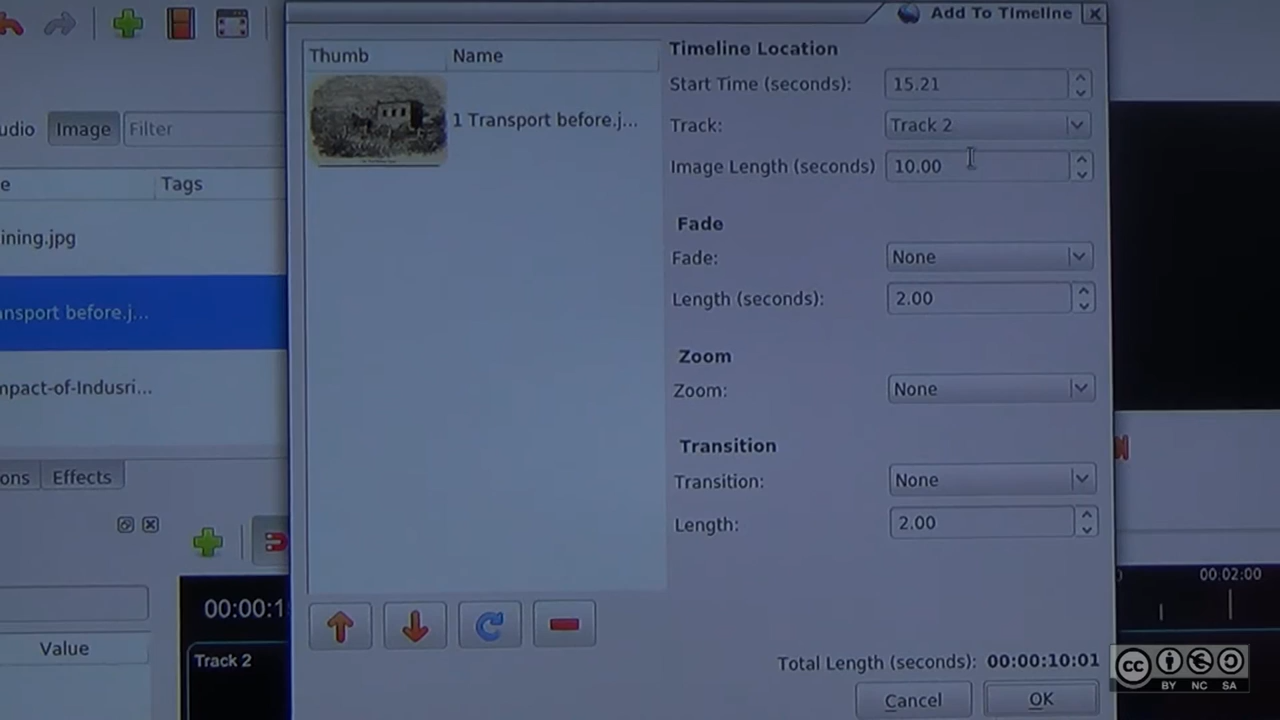 Add To Timeline
Thumb Name
1 Transport before.j...
Timeline Location
Start Time (seconds): 15.21
Track: Track 2
Image Length (seconds) 10.00
Fade
Fade: None
Length (seconds): 2.00
Zoom
Zoom: None
Transition
Transition: None
Length: 2.00
Total Length (seconds): 00:00:10:01
Cancel OK
udio Image Filter
e Tags
ining.jpg
ansport before.j...
mpact-of-Indusri...
ons Effects
00:00:1
Value
Track 2
00:02:00
cc
BY NC SA